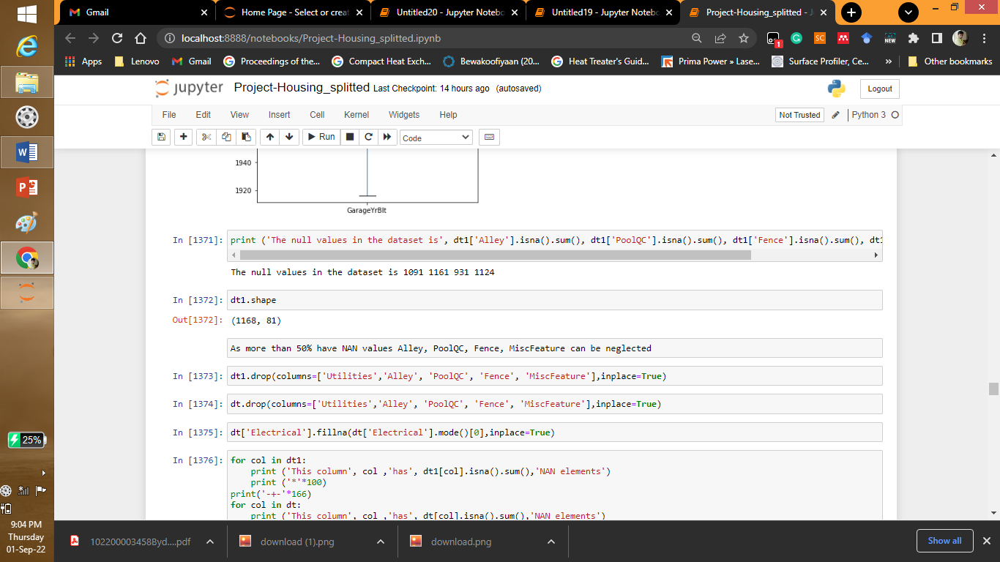 Gmail
Home Page - Select or creat
Untitled20 - Jupyter Notebo
Untitled19 - Jupyter Notebo
Project-Housing_splitted - J
localhost:8888/notebooks/Project-Housing_splitted.ipynb
1
SC
NEW
Apps
Lenovo
Gmail
Proceedings of the...
Compact Heat Exch...
Bewakoofiyaan (20...
Heat Treater's Guid...
Prima Power » Lase...
Surface Profiler, Ce...
»
Other bookmarks
jupyter Project-Housing_splitted Last Checkpoint: 14 hours ago (autosaved)
Logout
File Edit View Insert Cell Kernel Widgets Help
Not Trusted
Python 3
Run
Code
1940
1920
GarageYrBlt
In [1371]: print ('The null values in the dataset is', dt1['Alley'].isna().sum(), dt1['PoolQC'].isna().sum(), dt1['Fence'].isna().sum(), dt1
The null values in the dataset is 1091 1161 931 1124
In [1372]: dt1.shape
Out[1372]: (1168, 81)
As more than 50% have NAN values Alley, PoolQC, Fence, MiscFeature can be neglected
In [1373]: dt1.drop(columns=['Utilities','Alley', 'PoolQC', 'Fence', 'MiscFeature'],inplace=True)
In [1374]: dt.drop(columns=['Utilities','Alley', 'PoolQC', 'Fence', 'MiscFeature'],inplace=True)
In [1375]: dt['Electrical'].fillna(dt['Electrical'].mode()[0],inplace=True)
In [1376]: for col in dt1:
print ('This column', col ,'has', dt1[col].isna().sum(),'NAN elements')
print ('*'*100)
print('-+-'*166)
for col in dt:
print ('This column', col ,'has', dt[col].isna().sum(),'NAN elements')
25%
9:04 PM
Thursday
01-Sep-22
102200003458Byd....pdf
download (1).png
download.png
Show all